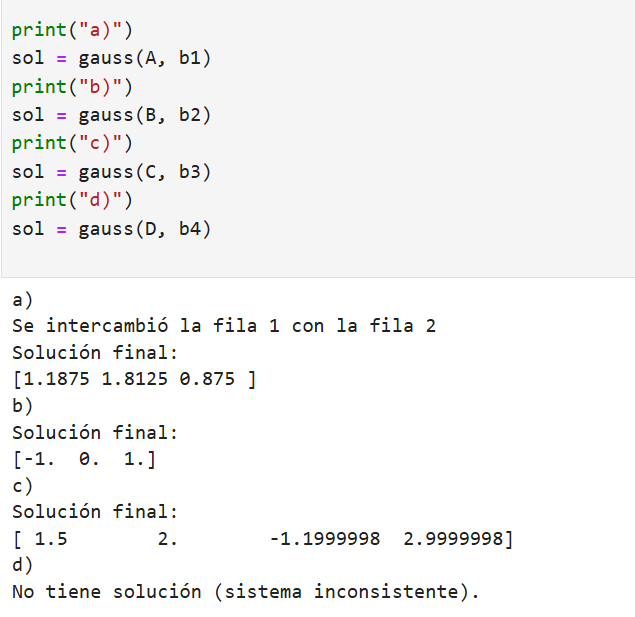 print("a)")
sol = gauss(A, b1)
print("b)")
sol = gauss(B, b2)
print("c)")
sol = gauss(C, b3)
print("d)")
sol = gauss(D, b4)
a)
Se intercambió la fila 1 con la fila 2
Solución final:
[1.1875 1.8125 0.875 ]
b)
Solución final:
[-1.  0.  1.]
c)
Solución final:
[ 1.5        2.        -1.1999998  2.9999998]
d)
No tiene solución (sistema inconsistente).